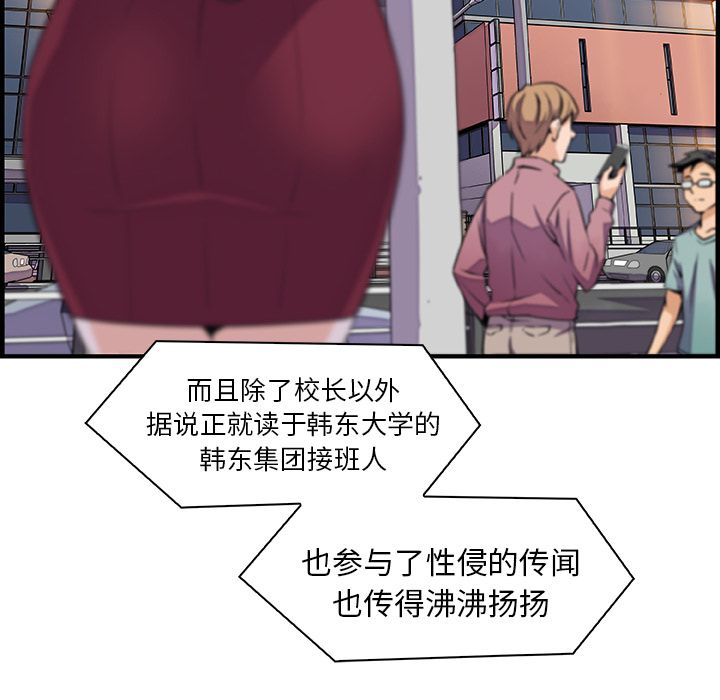 而且除了校长以外
据说正就读于韩东大学的
韩东集团接班人
也参与了性侵的传闻
也传得沸沸扬扬